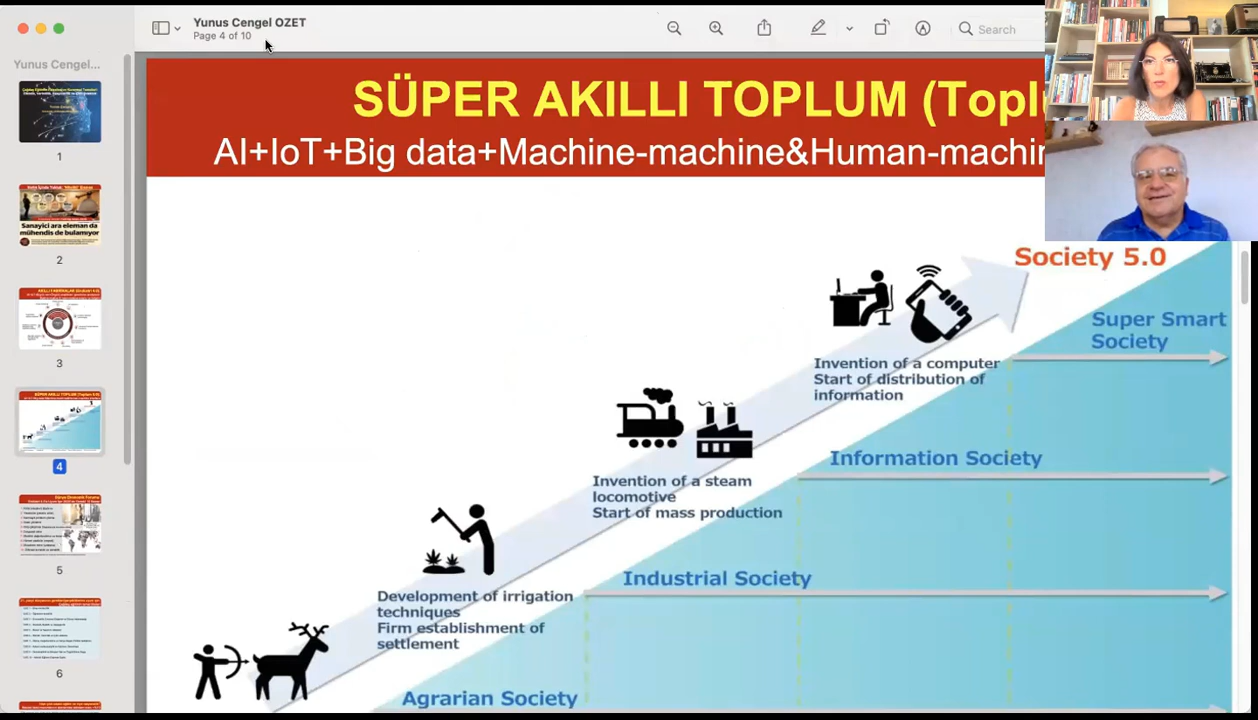 Yunus Cengel OZET
Page 4 of 10
Search
Yunus Cengel...
1
Sanayici ara eleman da
mühendis de bulamıyor
2
3
4
5
6
SÜPER AKILLI TOPLUM (Toplu
AI+IoT+Big data+Machine-machine&Human-machin
Society 5.0
Super Smart
Society
Invention of a computer
Start of distribution of
information
Information Society
Invention of a steam
locomotive
Start of mass production
Industrial Society
Development of irrigation
techniques
Firm establishment of
settlement
Agrarian Society